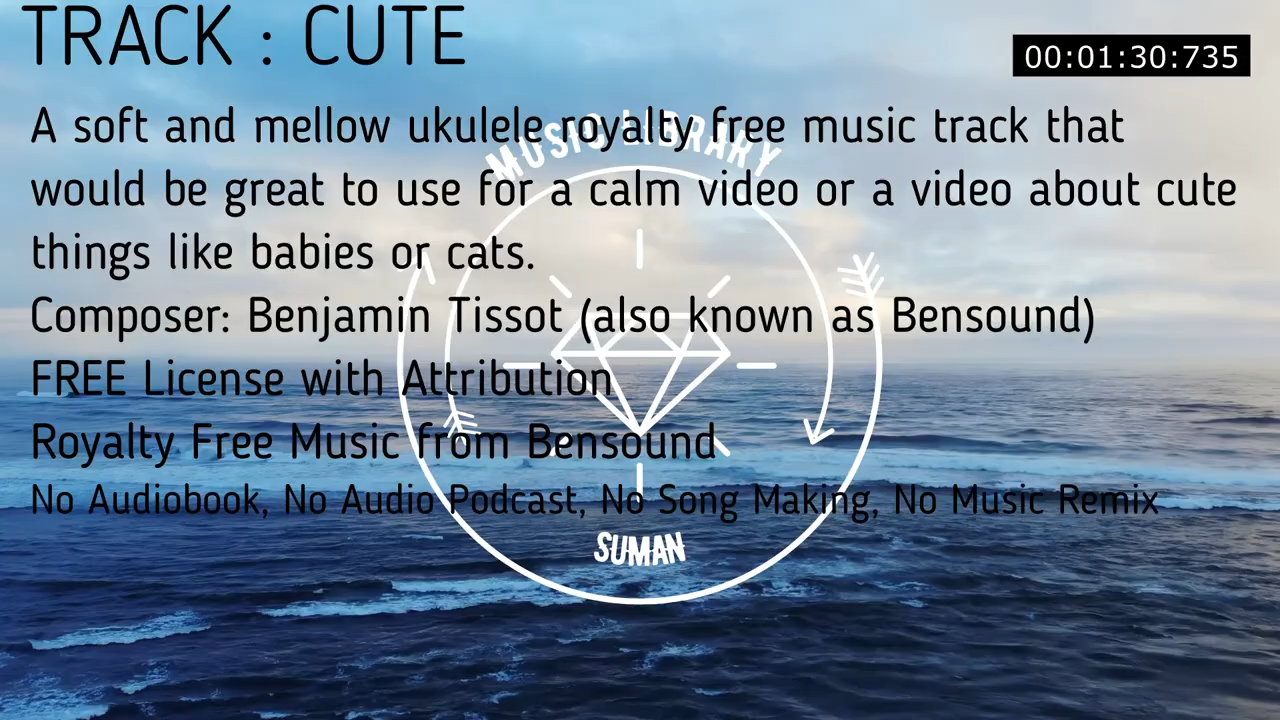 TRACK : CUTE
00:01:30:735
A soft and mellow ukulele royalty free music track that
would be great to use for a calm video or a video about cute
things like babies or cats.
Composer: Benjamin Tissot (also known as Bensound)
FREE License with Attribution
Royalty Free Music from Bensound
No Audiobook, No Audio Podcast, No Song Making, No Music Remix
MUSIC LIBRARY
SUMAN